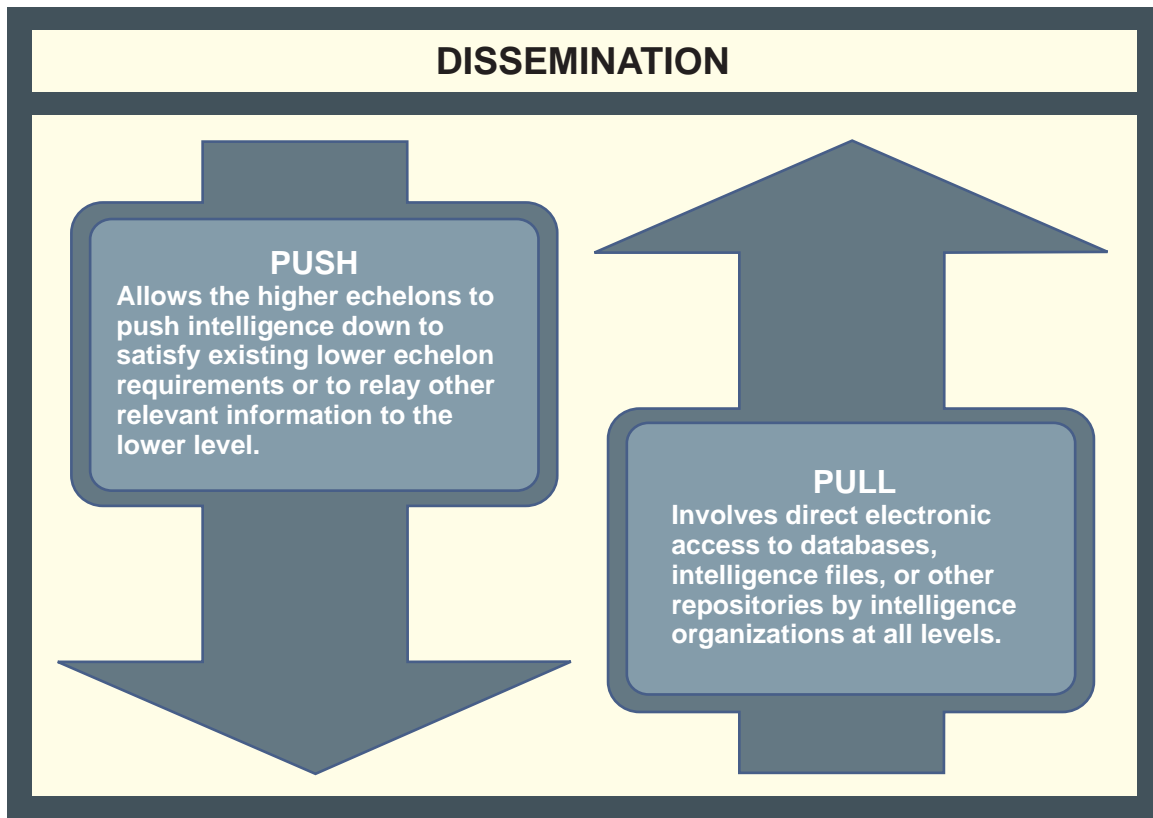 DISSEMINATION
PUSH
Allows the higher echelons to
push intelligence down to
satisfy existing lower echelon
requirements or to relay other
relevant information to the
lower level.
PULL
Involves direct electronic
access to databases,
intelligence files, or other
repositories by intelligence
organizations at all levels.